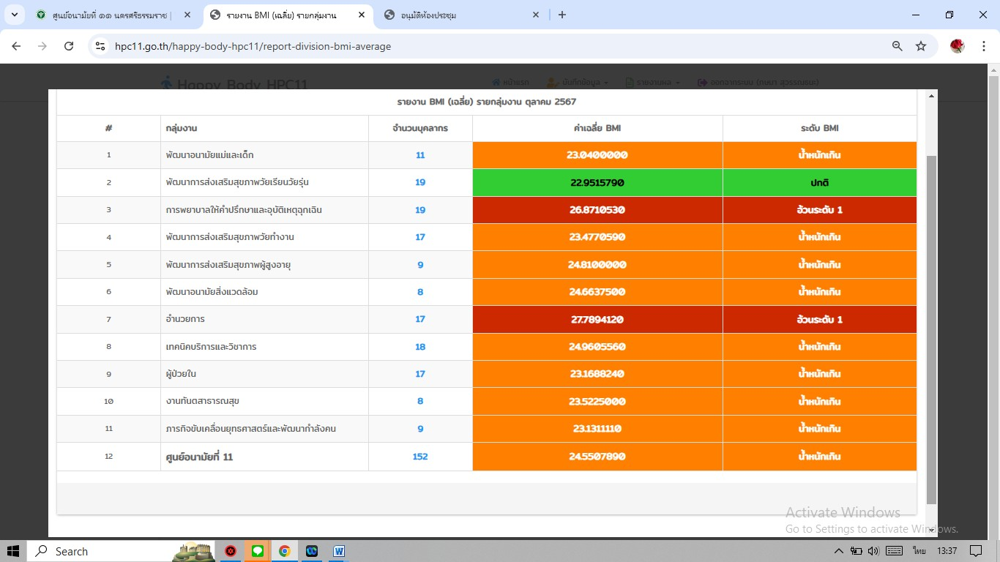 ศูนย์อนามัยที่ ๑๑ นครศรีธรรมราช |
รายงาน BMI (เฉลี่ย) รายกลุ่มงาน
อนุมัติห้องประชุม
hpc11.go.th/happy-body-hpc11/report-division-bmi-average
Happy Body HPC11 หน้าแรก บันทึกข้อมูล รายงานผล
รายงาน BMI (เฉลี่ย) รายกลุ่มงาน ตุลาคม 2567
# กลุ่มงาน จำนวนบุคลากร ค่าเฉลี่ย BMI ระดับ BMI
1 พัฒนาอนามัยแม่และเด็ก 11 23.0400000 น้ำหนักเกิน
2 พัฒนาการส่งเสริมสุขภาพวัยเรียนวัยรุ่น 19 22.9515790 ปกติ
3 การพยาบาลให้คำปรึกษาและอุบัติเหตุฉุกเฉิน 19 26.8710530 อ้วนระดับ 1
4 พัฒนาการส่งเสริมสุขภาพวัยทำงาน 17 23.4770590 น้ำหนักเกิน
5 พัฒนาการส่งเสริมสุขภาพผู้สูงอายุ 9 24.8100000 น้ำหนักเกิน
6 พัฒนาอนามัยสิ่งแวดล้อม 8 24.6637500 น้ำหนักเกิน
7 อำนวยการ 17 27.7894120 อ้วนระดับ 1
8 เทคนิคบริการและวิชาการ 18 24.9605560 น้ำหนักเกิน
9 ผู้ป่วยใน 17 23.1688240 น้ำหนักเกิน
10 งานทันตสาธารณสุข 8 23.5225000 น้ำหนักเกิน
11 ภารกิจขับเคลื่อนยุทธศาสตร์และพัฒนากำลังคน 9 23.1311110 น้ำหนักเกิน
12 ศูนย์อนามัยที่ 11 152 24.5507890 น้ำหนักเกิน
Activate Windows
Go to Settings to activate Windows.
Search
ไทย 13:37